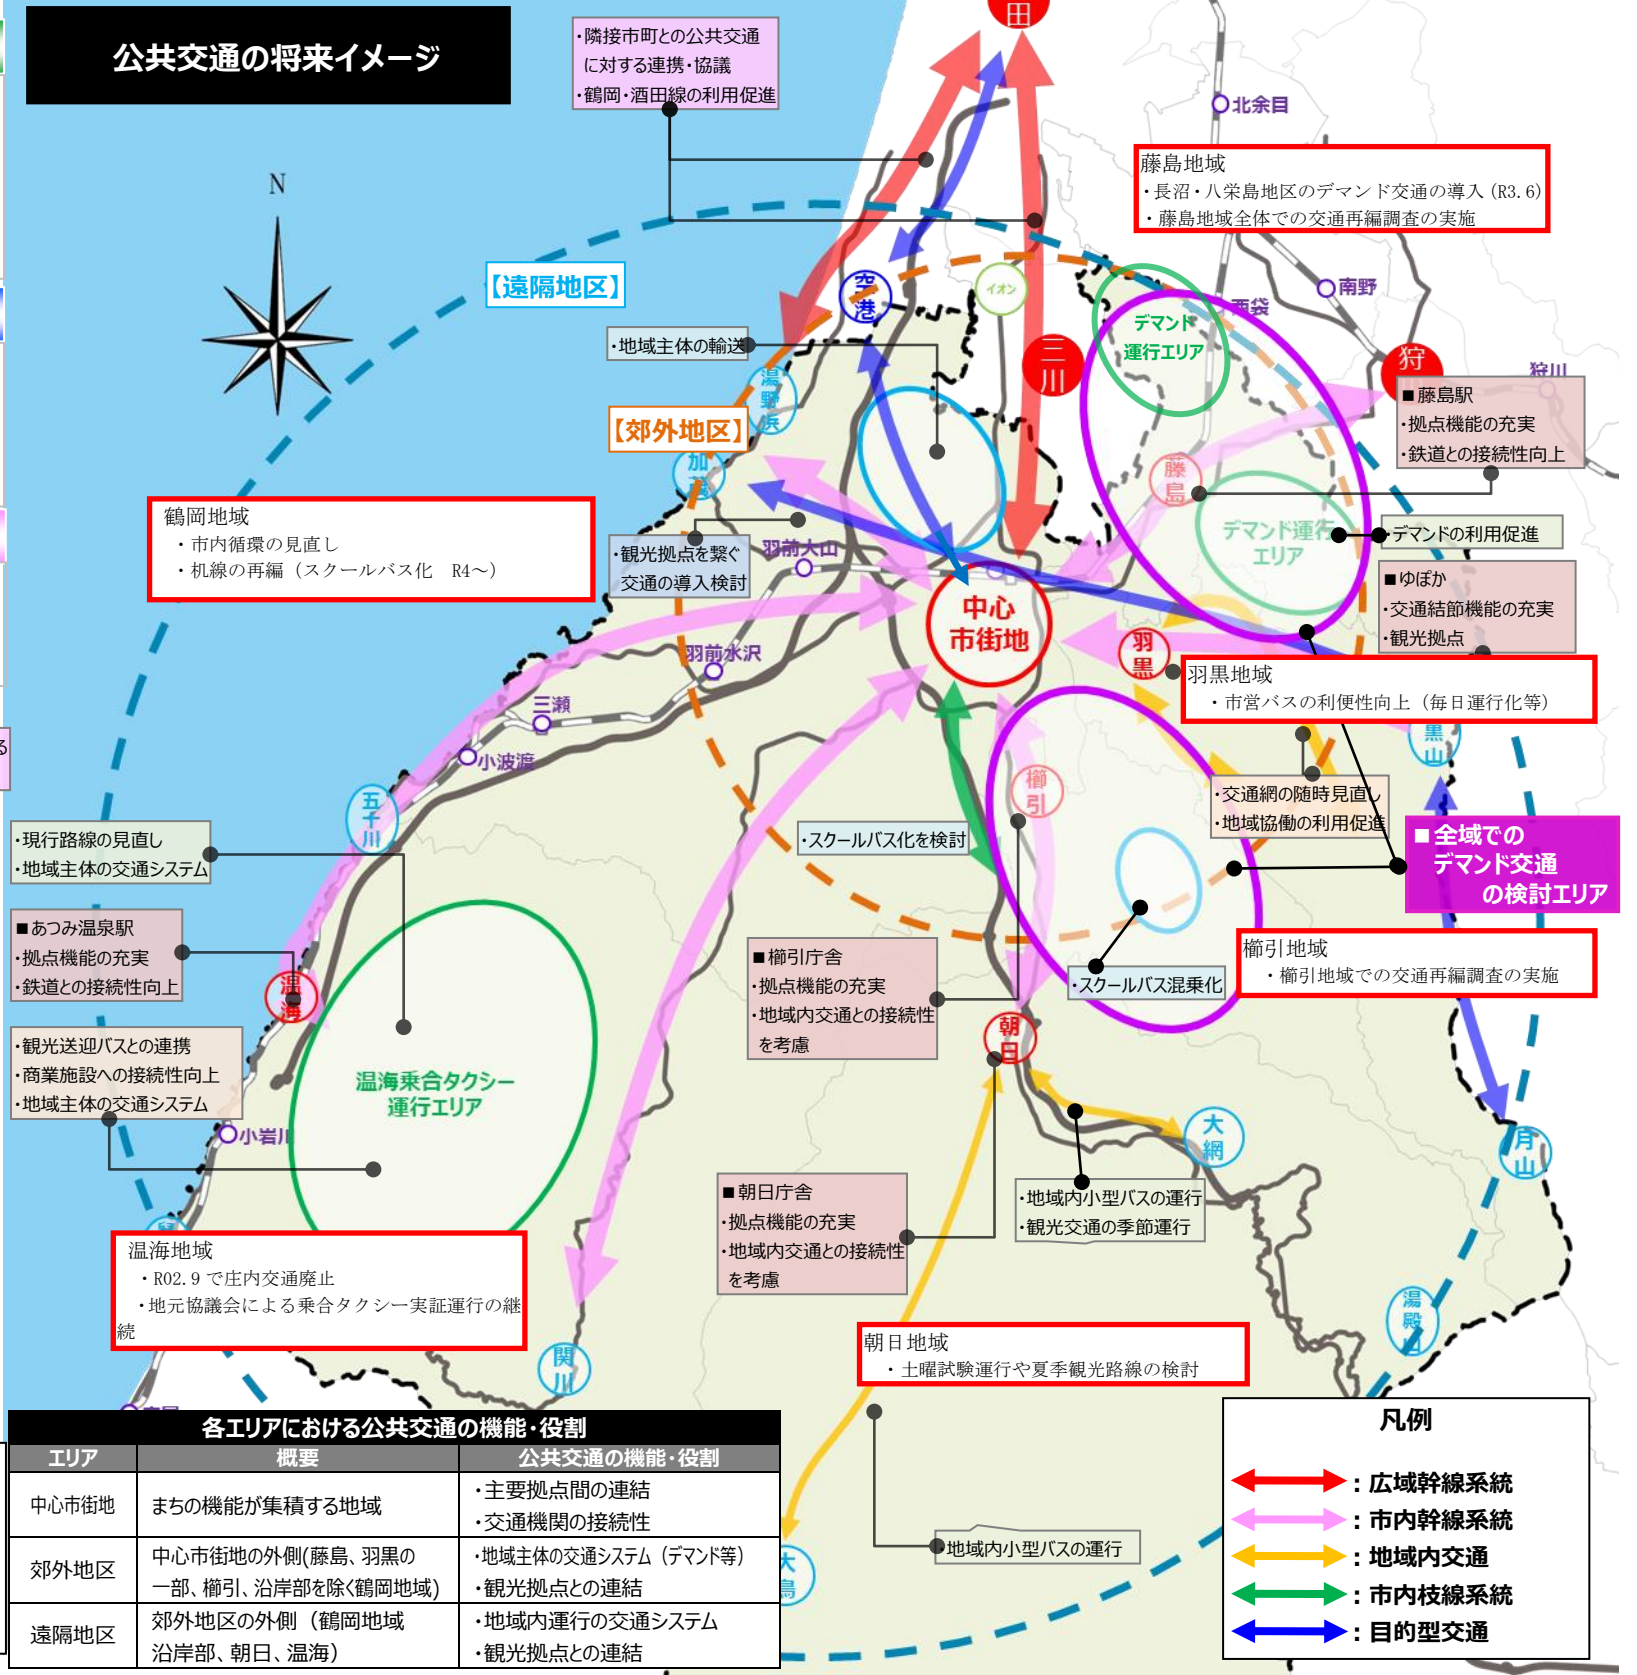 公共交通の将来イメージ
・隣接市町との公共交通
に対する連携・協議
・鶴岡・酒田線の利用促進
田
北余目
N
藤島地域
・長沼・八栄島地区のデマンド交通の導入（R3.6）
・藤島地域全体での交通再編調査の実施
【遠隔地区】
空港
イオン
南野
西袋
デマンド
運行エリア
・地域主体の輸送
三川
狩
狩川
湯野浜
【郊外地区】
■藤島駅
・拠点機能の充実
・鉄道との接続性向上
加
藤島
鶴岡地域
・市内循環の見直し
・机線の再編（スクールバス化　R4～）
・観光拠点を繋ぐ
交通の導入検討
羽前大山
デマンド運行
エリア
・デマンドの利用促進
■ゆぽか
・交通結節機能の充実
・観光拠点
中心
市街地
羽黒
羽前水沢
羽黒地域
・市営バスの利便性向上（毎日運行化等）
三瀬
黒山
小波渡
櫛引
・交通網の随時見直し
・地域協働の利用促進
五十川
・現行路線の見直し
・地域主体の交通システム
・スクールバス化を検討
■全域での
デマンド交通
の検討エリア
る
■あつみ温泉駅
・拠点機能の充実
・鉄道との接続性向上
温海
■櫛引庁舎
・拠点機能の充実
・地域内交通との接続性
を考慮
・スクールバス混乗化
櫛引地域
・櫛引地域での交通再編調査の実施
朝日
・観光送迎バスとの連携
・商業施設への接続性向上
・地域主体の交通システム
温海乗合タクシー
運行エリア
小岩川
大網
月山
■朝日庁舎
・拠点機能の充実
・地域内交通との接続性
を考慮
・地域内小型バスの運行
・観光交通の季節運行
温海地域
・R02.9で庄内交通廃止
・地元協議会による乗合タクシー実証運行の継
続
湯殿山
関川
朝日地域
・土曜試験運行や夏季観光路線の検討
・地域内小型バスの運行
大鳥
各エリアにおける公共交通の機能・役割
エリア 概要 公共交通の機能・役割
中心市街地 まちの機能が集積する地域 ・主要拠点間の連結
・交通機関の接続性
郊外地区 中心市街地の外側(藤島、羽黒の
一部、櫛引、沿岸部を除く鶴岡地域) ・地域主体の交通システム（デマンド等）
・観光拠点との連結
遠隔地区 郊外地区の外側（鶴岡地域
沿岸部、朝日、温海） ・地域内運行の交通システム
・観光拠点との連結
凡例
：広域幹線系統
：市内幹線系統
：地域内交通
：市内枝線系統
：目的型交通